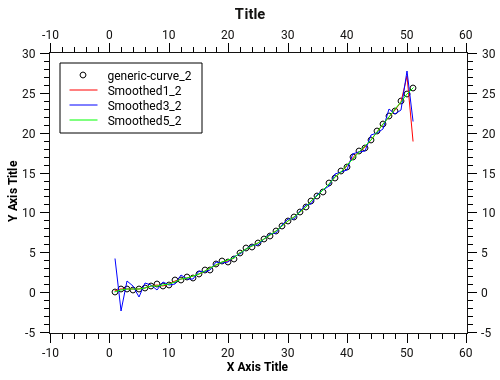 Title
-10 0 10 20 30 40 50 60
30 30
generic-curve_2
Smoothed1_2
Smoothed3_2
Smoothed5_2
25 25
20 20
15 15
10 10
5 5
0 0
-5 -5
Y Axis Title
-10 0 10 20 30 40 50 60
X Axis Title